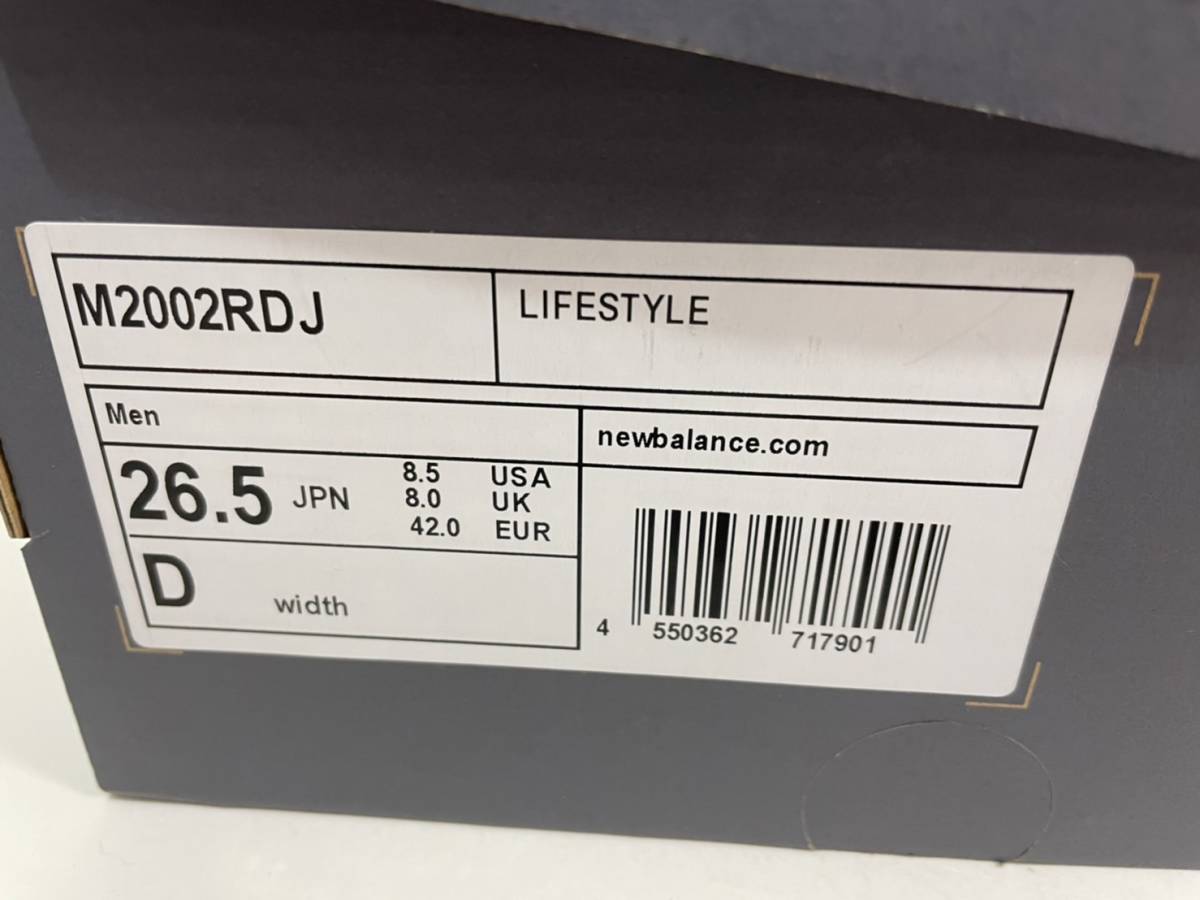 M2002RDJ
LIFESTYLE
Men
newbalance.com
26.5 JPN
8.5 USA
8.0 UK
42.0 EUR
D width
4 550362 717901